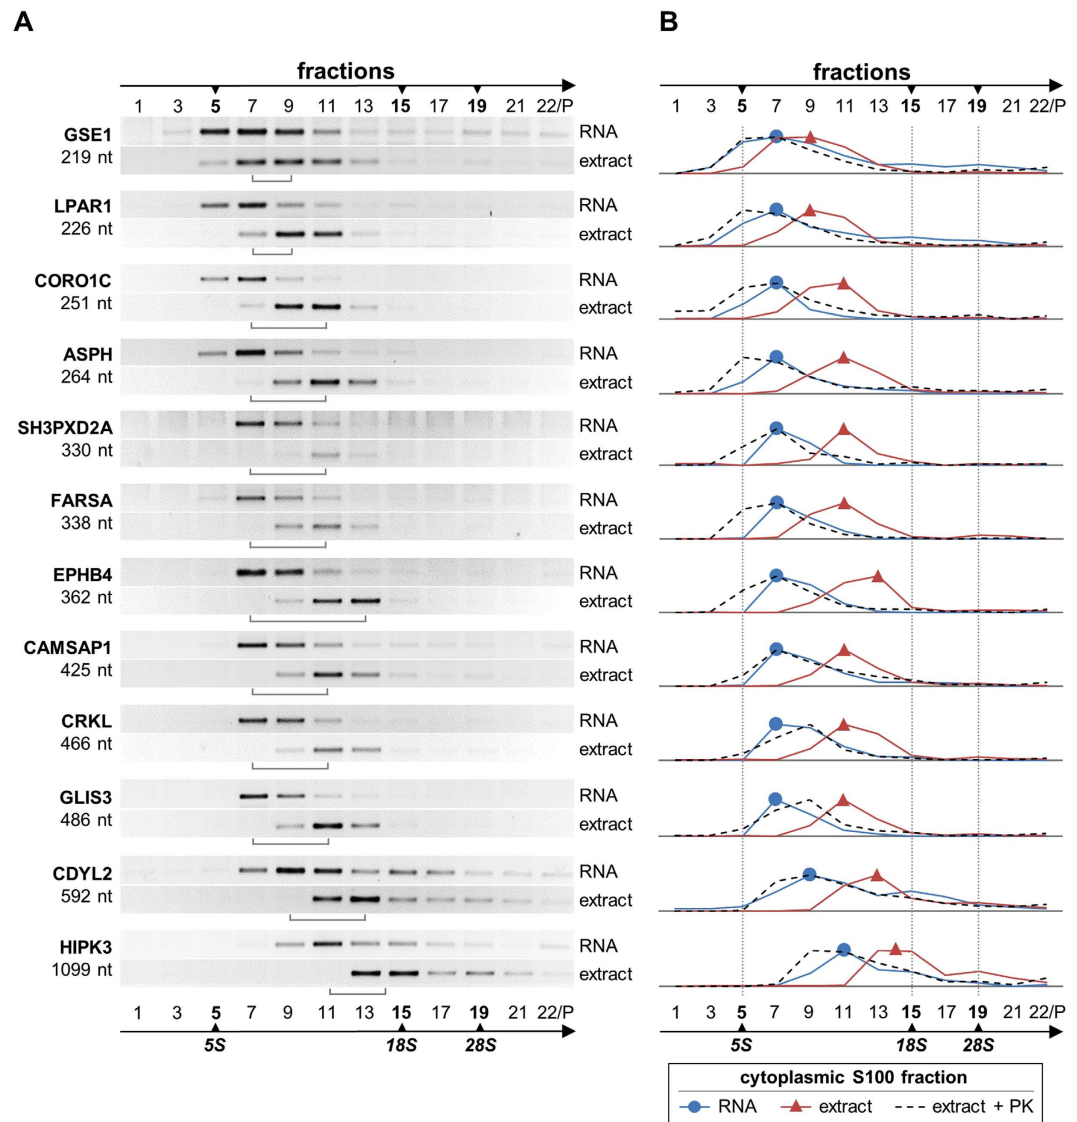 A
B
fractions
fractions
1 3 5 7 9 11 13 15 17 19 21 22/P
1 3 5 7 9 11 13 15 17 19 21 22/P
GSE1
219 nt
RNA
extract
LPAR1
226 nt
RNA
extract
CORO1C
251 nt
RNA
extract
ASPH
264 nt
RNA
extract
SH3PXD2A
330 nt
RNA
extract
FARSA
338 nt
RNA
extract
EPHB4
362 nt
RNA
extract
CAMSAP1
425 nt
RNA
extract
CRKL
466 nt
RNA
extract
GLIS3
486 nt
RNA
extract
CDYL2
592 nt
RNA
extract
HIPK3
1099 nt
RNA
extract
1 3 5 7 9 11 13 15 17 19 21 22/P
1 3 5 7 9 11 13 15 17 19 21 22/P
5S 18S 28S
5S 18S 28S
cytoplasmic S100 fraction
RNA extract extract + PK